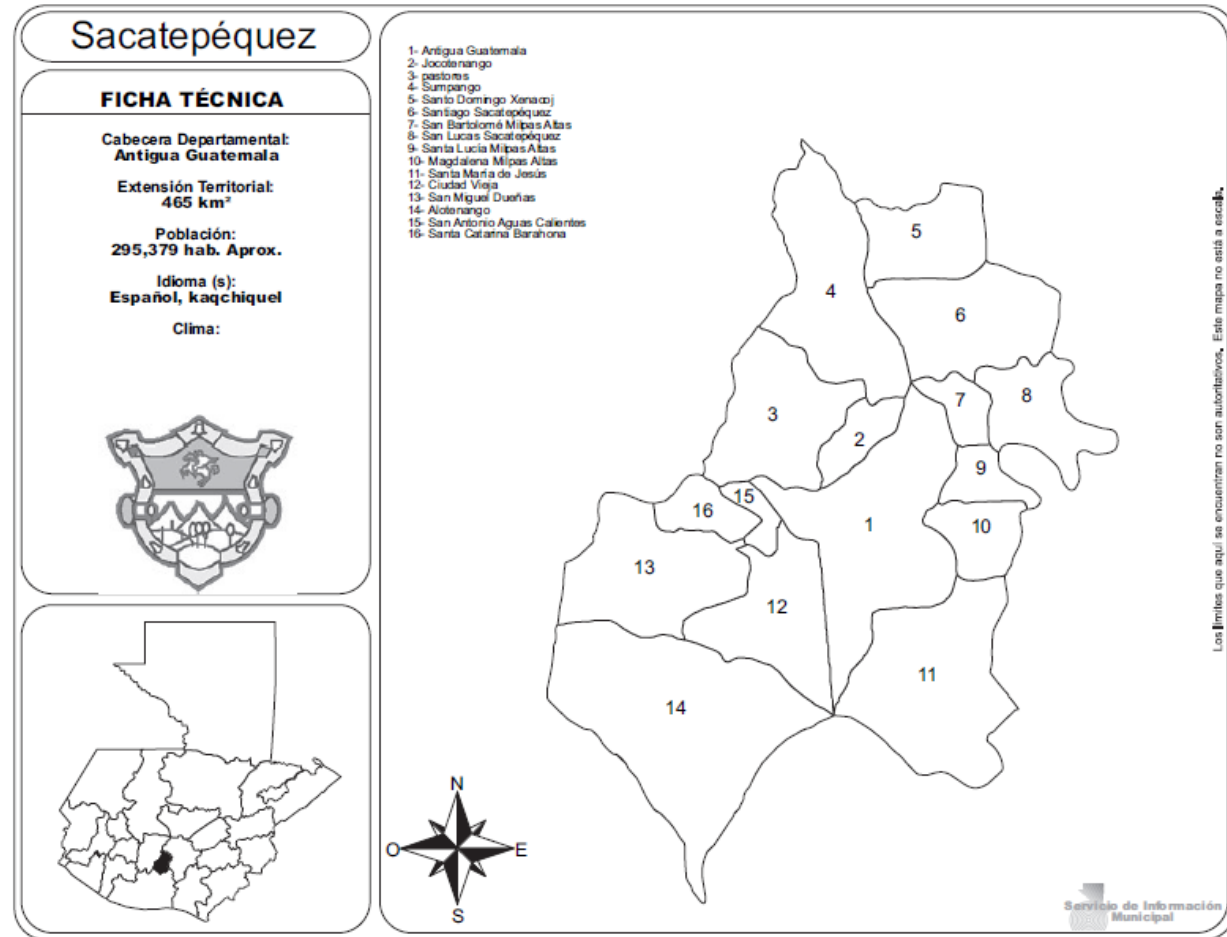 Sacatepéquez
FICHA TÉCNICA
Cabecera Departamental:
Antigua Guatemala
Extensión Territorial:
465 km²
Población:
295,379 hab. Aprox.
Idioma (s):
Español, kaqchiquel
Clima:
1- Antigua Guatemala
2- Jocotenango
3- pastores
4- Sumpango
5- Santo Domingo Xenacoj
6- Santiago Sacatepéquez
7- San Bartolomé Milpas Altas
8- San Lucas Sacatepéquez
9- Santa Lucía Milpas Altas
10- Magdalena Milpas Altas
11- Santa María de Jesús
12- Ciudad Vieja
13- San Miguel Dueñas
14- Alotenango
15- San Antonio Aguas Calientes
16- Santa Catarina Barahona
5
4
6
8
7
3
2
9
15
16
1
10
13
12
11
14
N
O
E
S
Los límites que aquí se encuentran no son autoritativos. Este mapa no está a escala.
Servicio de Información
Municipal